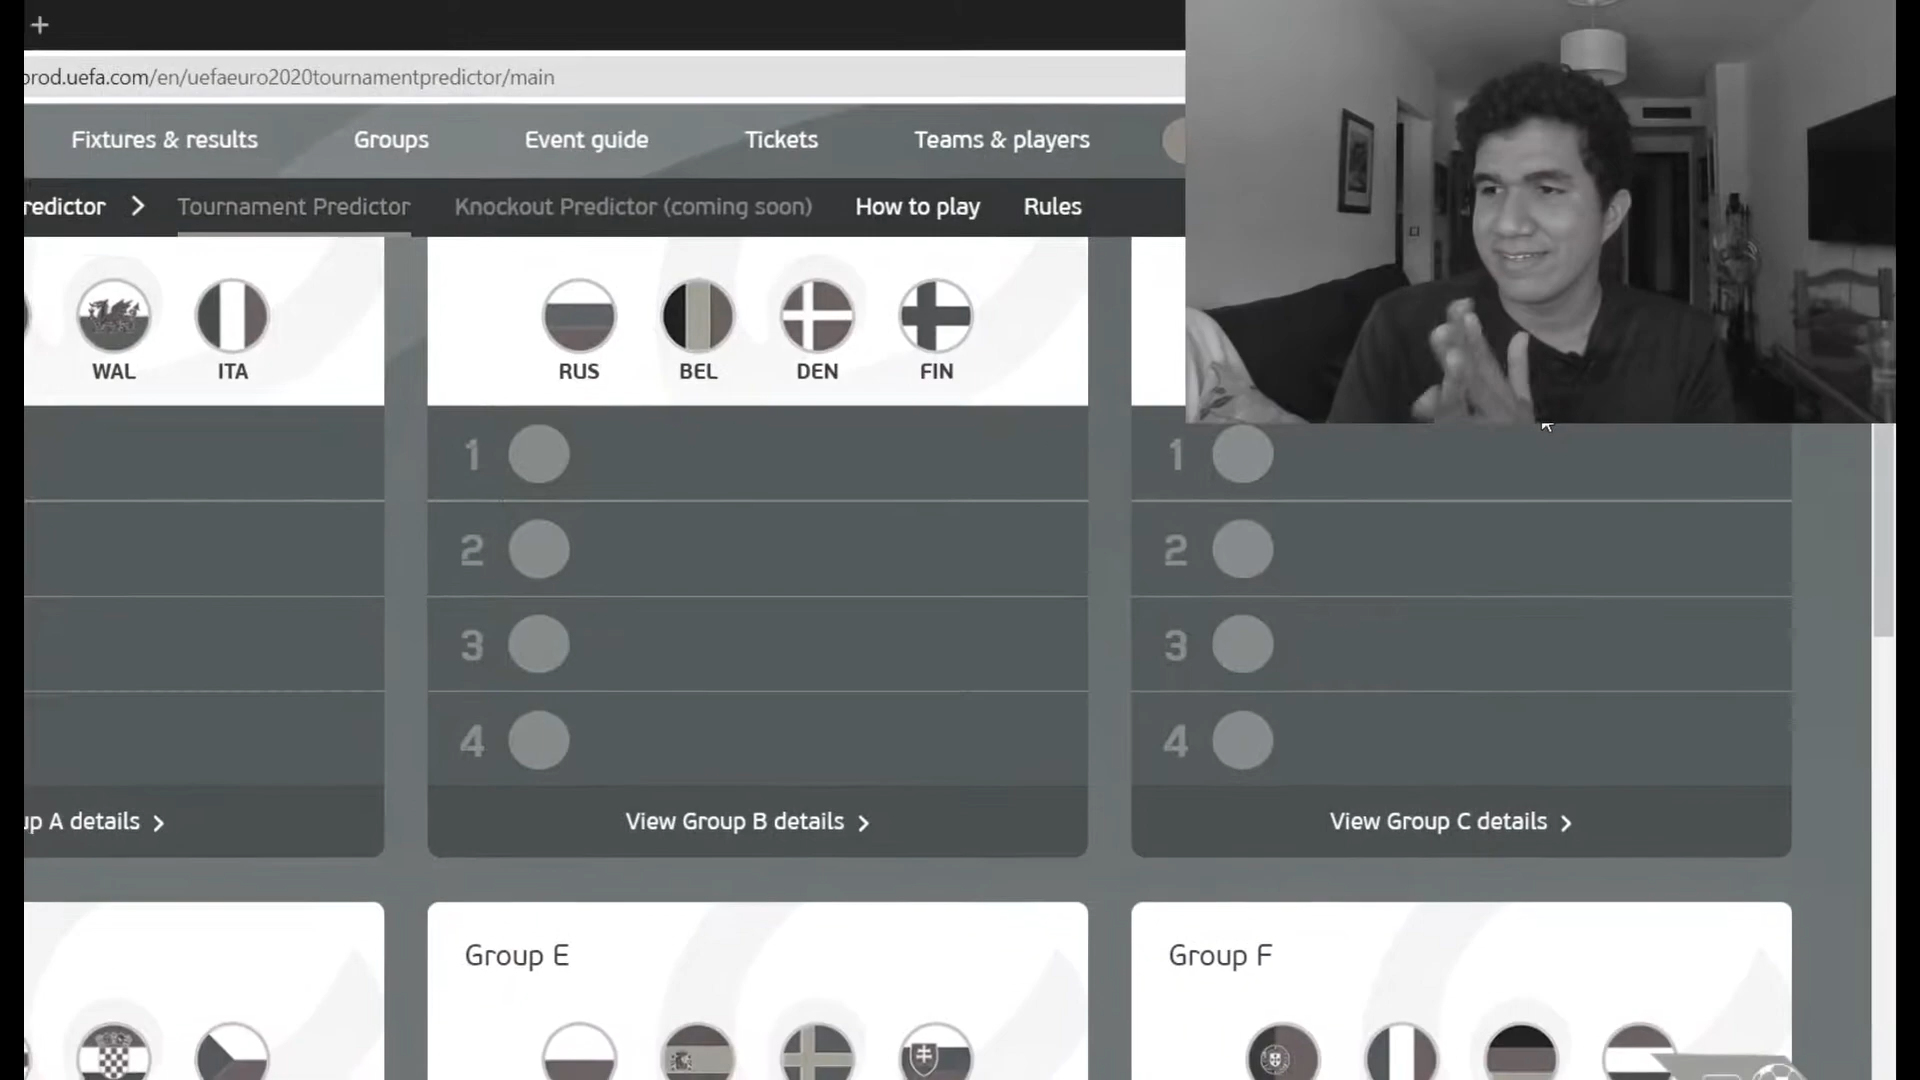 prod.uefa.com/en/uefaeuro2020tournamentpredictor/main
Fixtures & results Groups Event guide Tickets Teams & players
redictor Tournament Predictor Knockout Predictor (coming soon) How to play Rules
WAL ITA RUS BEL DEN FIN
1 1
2 2
3 3
4 4
up A details View Group B details View Group C details
Group E Group F